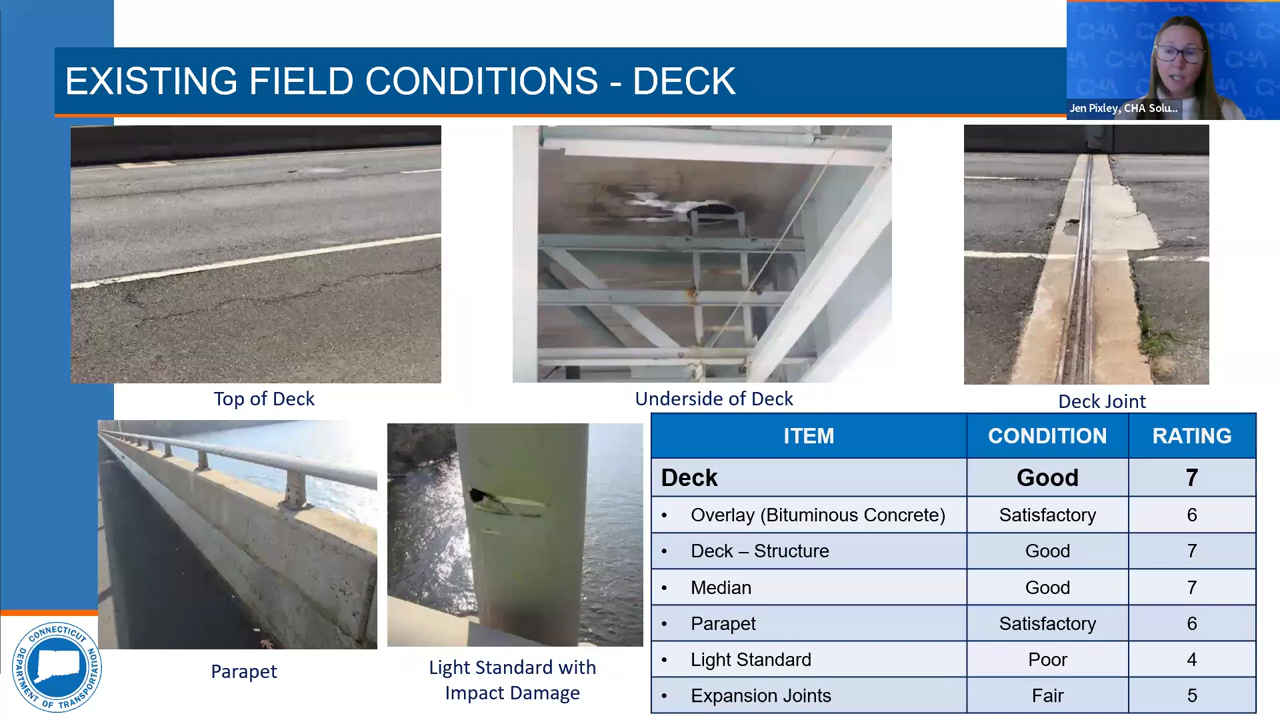 EXISTING FIELD CONDITIONS - DECK
CHA
Jen Pixley, CHA Solu...
Top of Deck
Underside of Deck
Deck Joint
Parapet
Light Standard with
Impact Damage
ITEM CONDITION RATING
Deck Good 7
• Overlay (Bituminous Concrete) Satisfactory 6
• Deck – Structure Good 7
• Median Good 7
• Parapet Satisfactory 6
• Light Standard Poor 4
• Expansion Joints Fair 5
CONNECTICUT
DEPARTMENT OF TRANSPORTATION